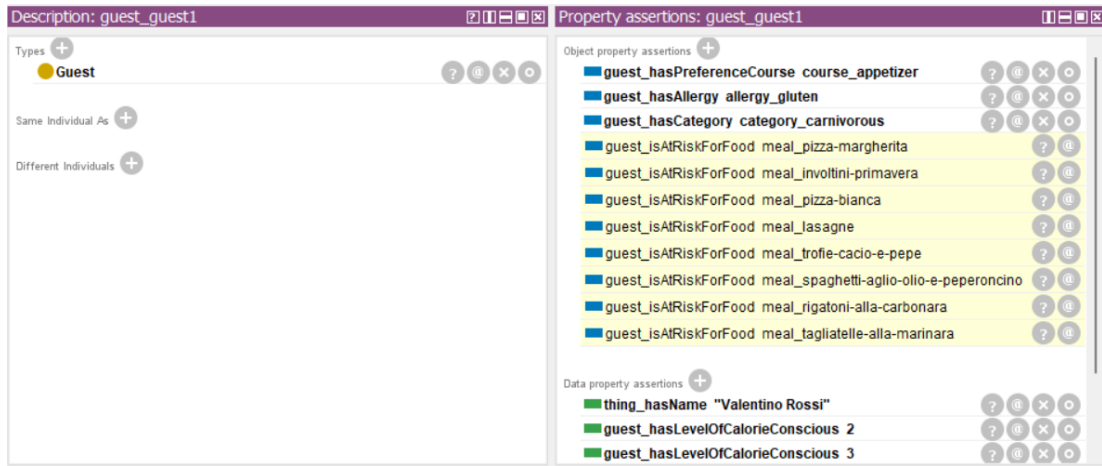 Description: guest_guest1
Types
Guest
Same Individual As
Different Individuals
Property assertions: guest_guest1
Object property assertions
guest_hasPreferenceCourse course_appetizer
guest_hasAllergy allergy_gluten
guest_hasCategory category_carnivorous
guest_isAtRiskForFood meal_pizza-margherita
guest_isAtRiskForFood meal_involtini-primavera
guest_isAtRiskForFood meal_pizza-bianca
guest_isAtRiskForFood meal_lasagne
guest_isAtRiskForFood meal_trofie-cacio-e-pepe
guest_isAtRiskForFood meal_spaghetti-aglio-olio-e-peperoncino
guest_isAtRiskForFood meal_rigatoni-alla-carbonara
guest_isAtRiskForFood meal_tagliatelle-alla-marinara
Data property assertions
thing_hasName "Valentino Rossi"
guest_hasLevelOfCalorieConscious 2
guest_hasLevelOfCalorieConscious 3